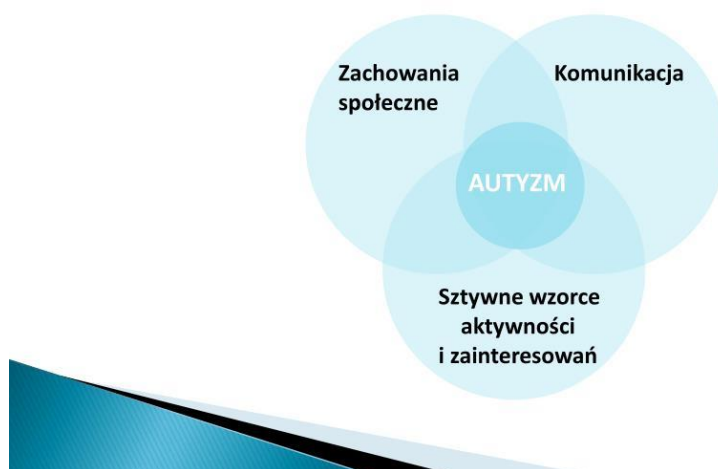 Zachowania
społeczne
Komunikacja
AUTYZM
Sztywne wzorce
aktywności
i zainteresowań